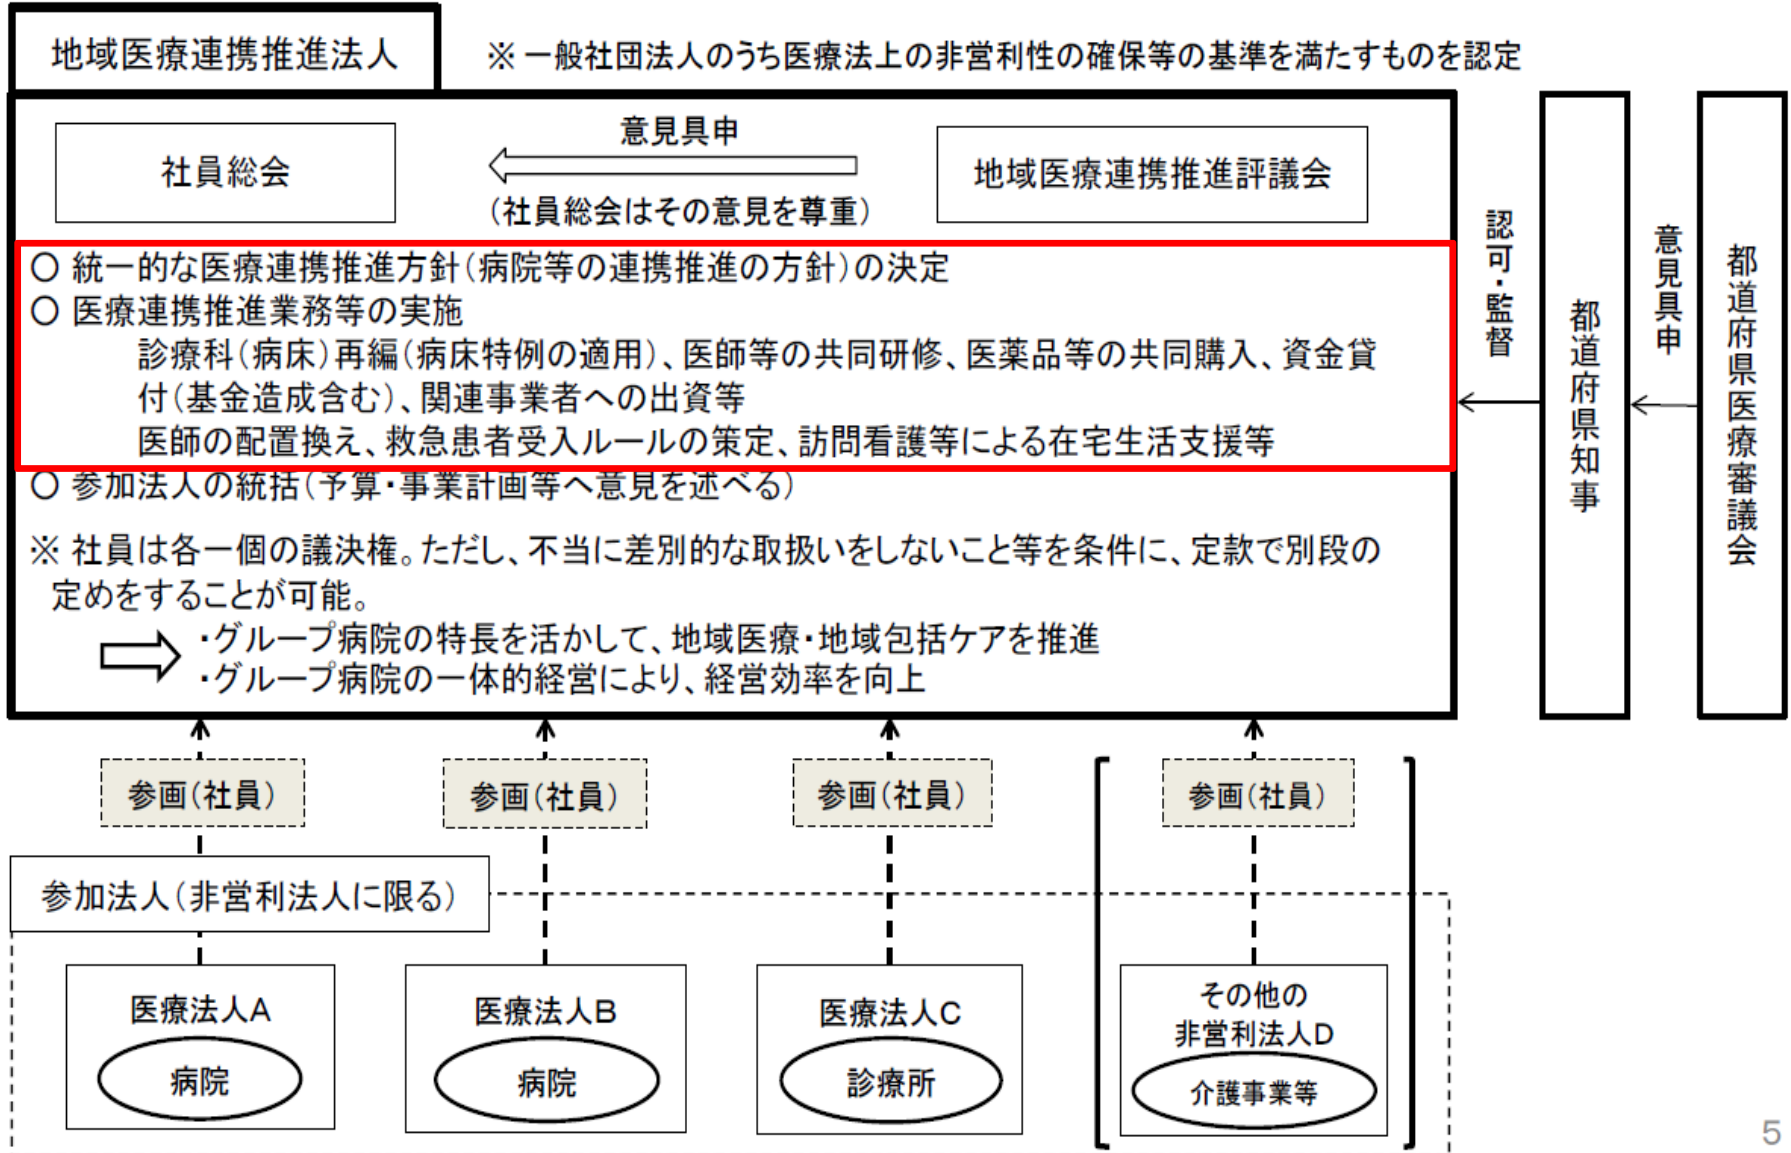 地域医療連携推進法人
※ 一般社団法人のうち医療法上の非営利性の確保等の基準を満たすものを認定
社員総会
意見具申
(社員総会はその意見を尊重)
地域医療連携推進評議会
○ 統一的な医療連携推進方針(病院等の連携推進の方針)の決定
○ 医療連携推進業務等の実施
診療科(病床)再編(病床特例の適用)、医師等の共同研修、医薬品等の共同購入、資金貸
付(基金造成含む)、関連事業者への出資等
医師の配置換え、救急患者受入ルールの策定、訪問看護等による在宅生活支援等
○ 参加法人の統括(予算・事業計画等へ意見を述べる)
※ 社員は各一個の議決権。ただし、不当に差別的な取扱いをしないこと等を条件に、定款で別段の
定めをすることが可能。
・グループ病院の特長を活かして、地域医療・地域包括ケアを推進
・グループ病院の一体的経営により、経営効率を向上
認可・監督
都道府県知事
意見具申
都道府県医療審議会
参画(社員)
参画(社員)
参画(社員)
参画(社員)
参加法人(非営利法人に限る)
医療法人A
病院
医療法人B
病院
医療法人C
診療所
その他の
非営利法人D
介護事業等
5